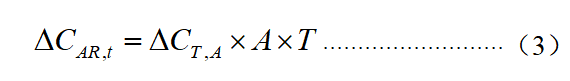 ΔC_{AR,t} = ΔC_{T,A} × A × T ................................ （3）